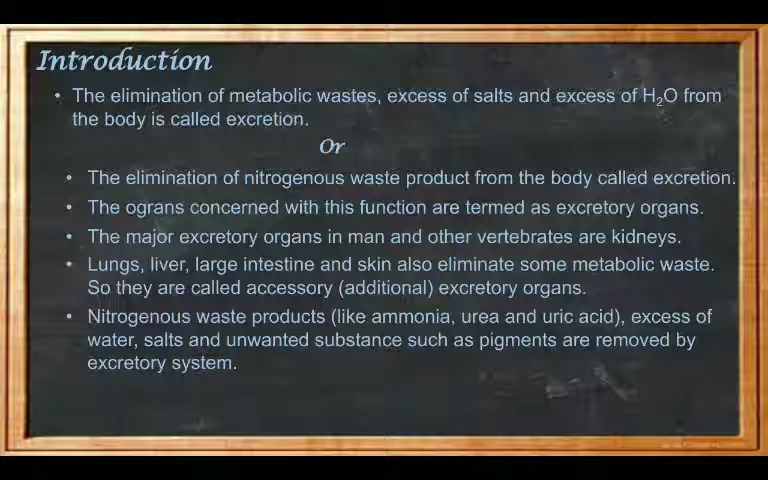 Introduction
• The elimination of metabolic wastes, excess of salts and excess of H₂O from
the body is called excretion.
Or
• The elimination of nitrogenous waste product from the body called excretion.
• The ograns concerned with this function are termed as excretory organs.
• The major excretory organs in man and other vertebrates are kidneys.
• Lungs, liver, large intestine and skin also eliminate some metabolic waste.
So they are called accessory (additional) excretory organs.
• Nitrogenous waste products (like ammonia, urea and uric acid), excess of
water, salts and unwanted substance such as pigments are removed by
excretory system.